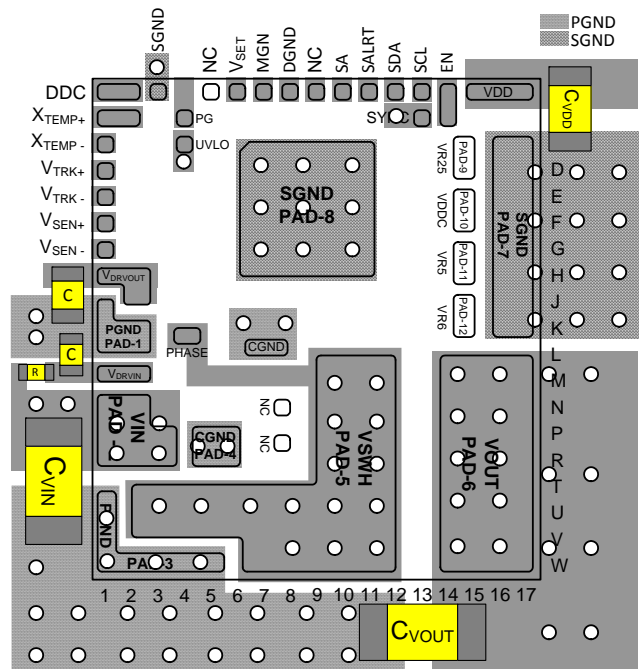 PGND
SGND
SGND
NC
VSET
MGN
DGND
NC
SA
SALRT
SDA
SCL
EN
DDC
VDD
CVDD
XTEMP+
PG
XTEMP -
UVLO
VTRK+
VTRK -
VSEN+
VSEN -
SGND
PAD-8
VR25
PAD-9
VDDC
PAD-10
VR5
PAD-11
VR6
PAD-12
SGND
PAD-7
D
E
F
G
H
J
K
L
M
N
P
R
T
U
V
W
VDRVOUT
C
PGND
PAD-1
PHASE
CGND
C
R
VDRVIN
VIN
CGND
PAD-4
NC
NC
VSWH
PAD-5
VOUT
PAD-6
CVIN
PAD-3
1 2 3 4 5 6 7 8 9 10 11 12 13 14 15 16 17
CVOUT